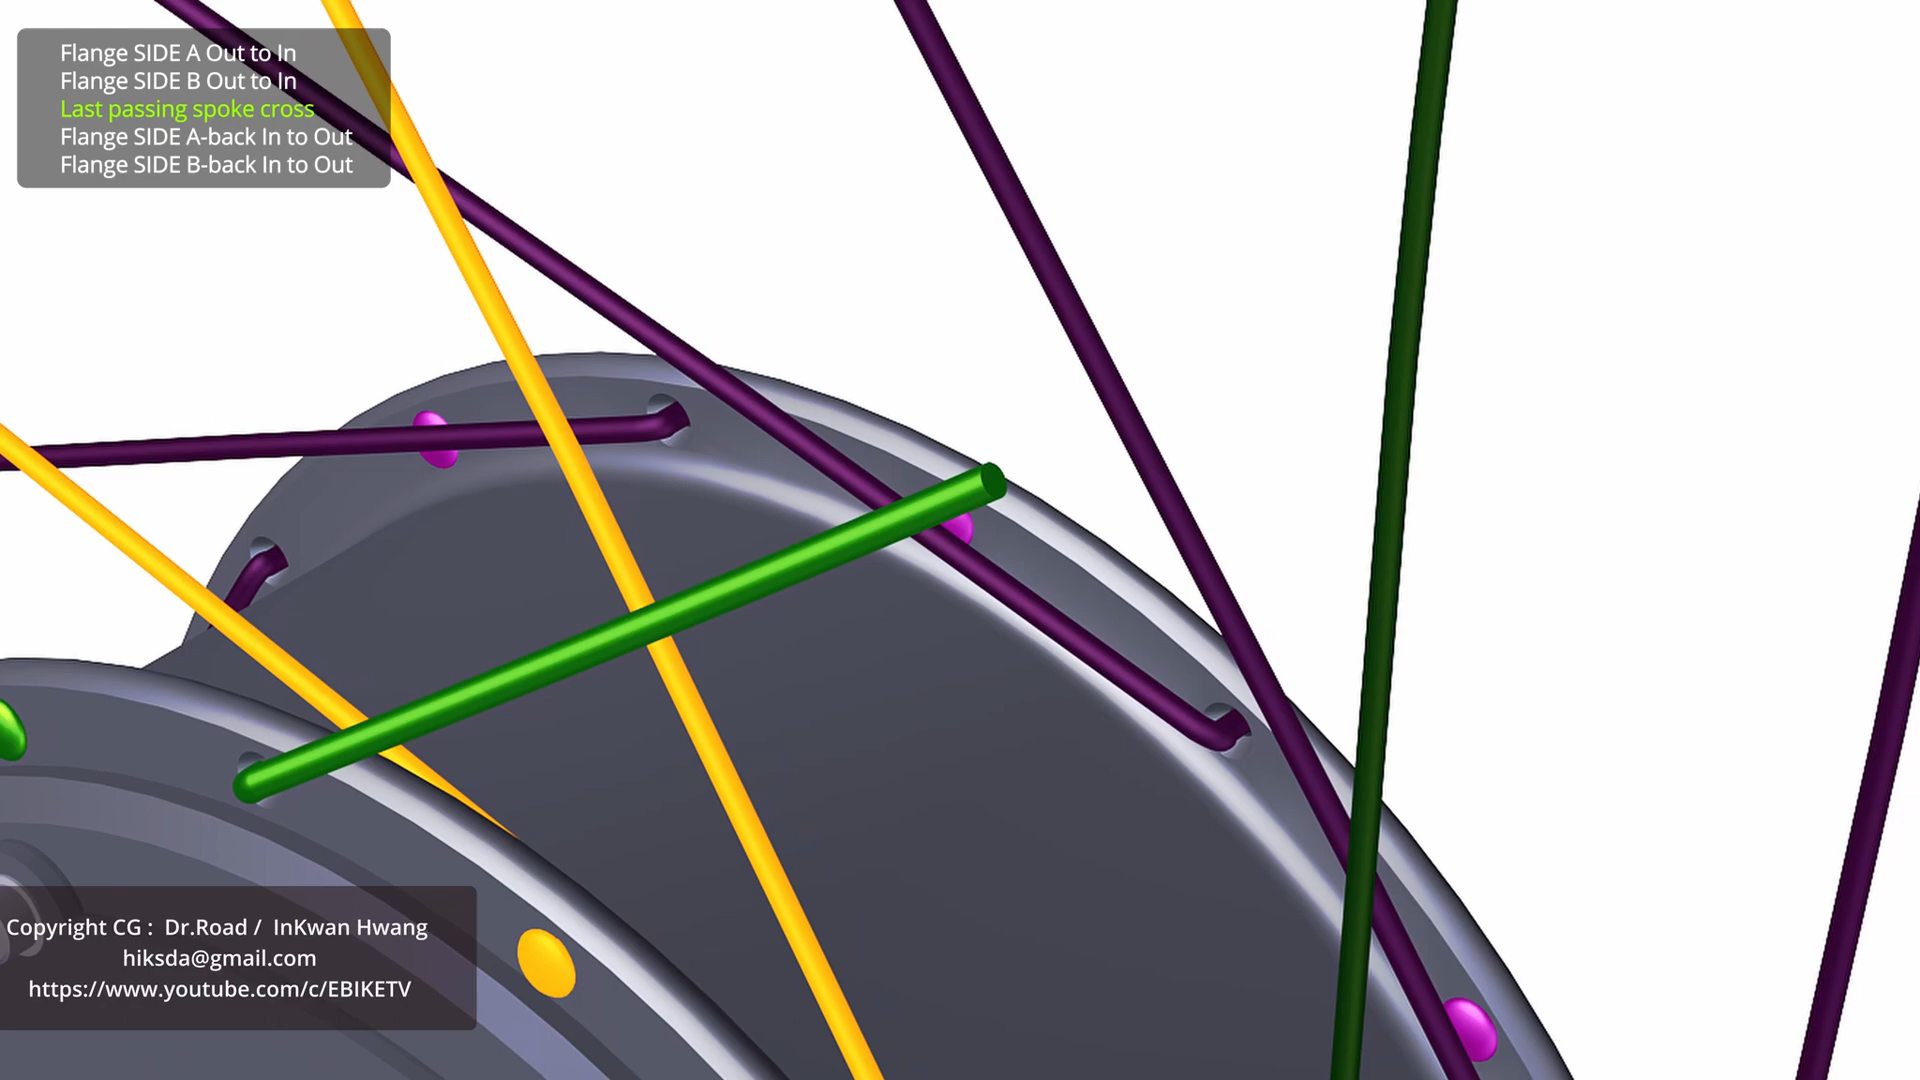 Flange SIDE A Out to In
Flange SIDE B Out to In
Last passing spoke cross
Flange SIDE A-back In to Out
Flange SIDE B-back In to Out
Copyright CG : Dr.Road / InKwan Hwang
hiksda@gmail.com
https://www.youtube.com/c/EBIKETV